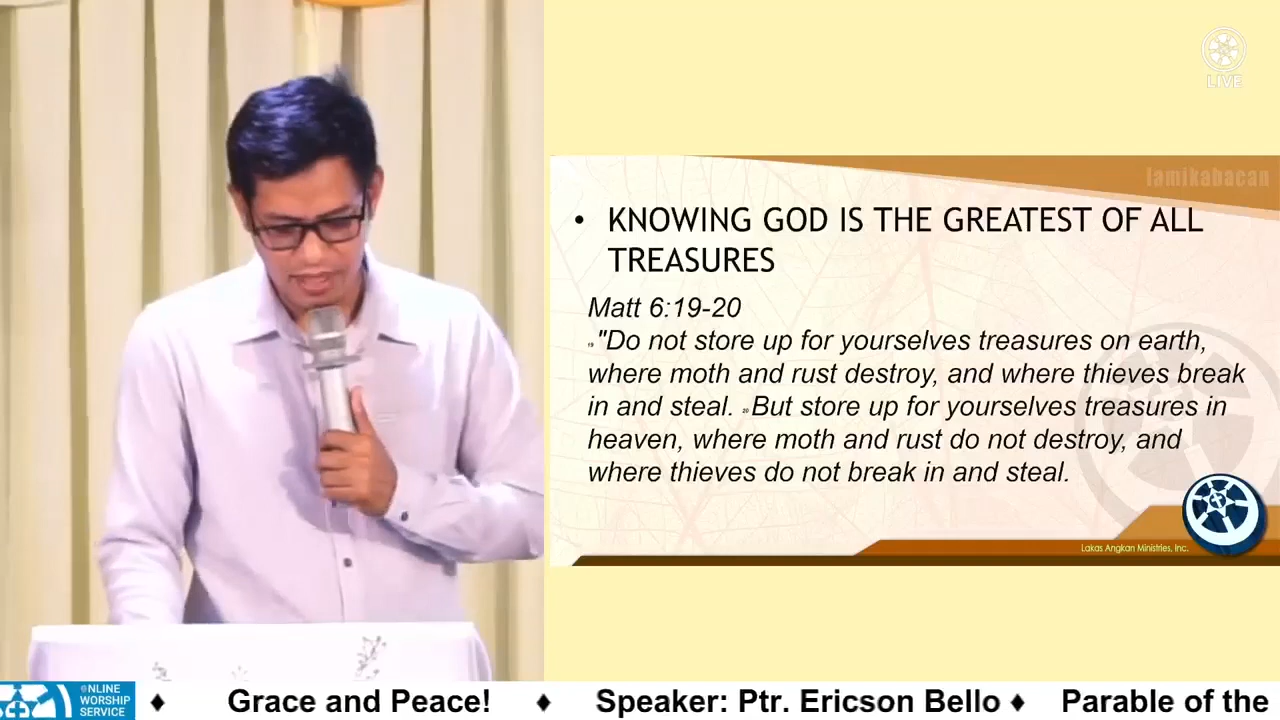 LIVE
lamikabacan
• KNOWING GOD IS THE GREATEST OF ALL
TREASURES
Matt 6:19-20
19 "Do not store up for yourselves treasures on earth,
where moth and rust destroy, and where thieves break
in and steal. 20 But store up for yourselves treasures in
heaven, where moth and rust do not destroy, and
where thieves do not break in and steal.
Lakas Angkan Ministries, Inc.
ONLINE
WORSHIP
SERVICE
♦ Grace and Peace! ♦ Speaker: Ptr. Ericson Bello ♦ Parable of the